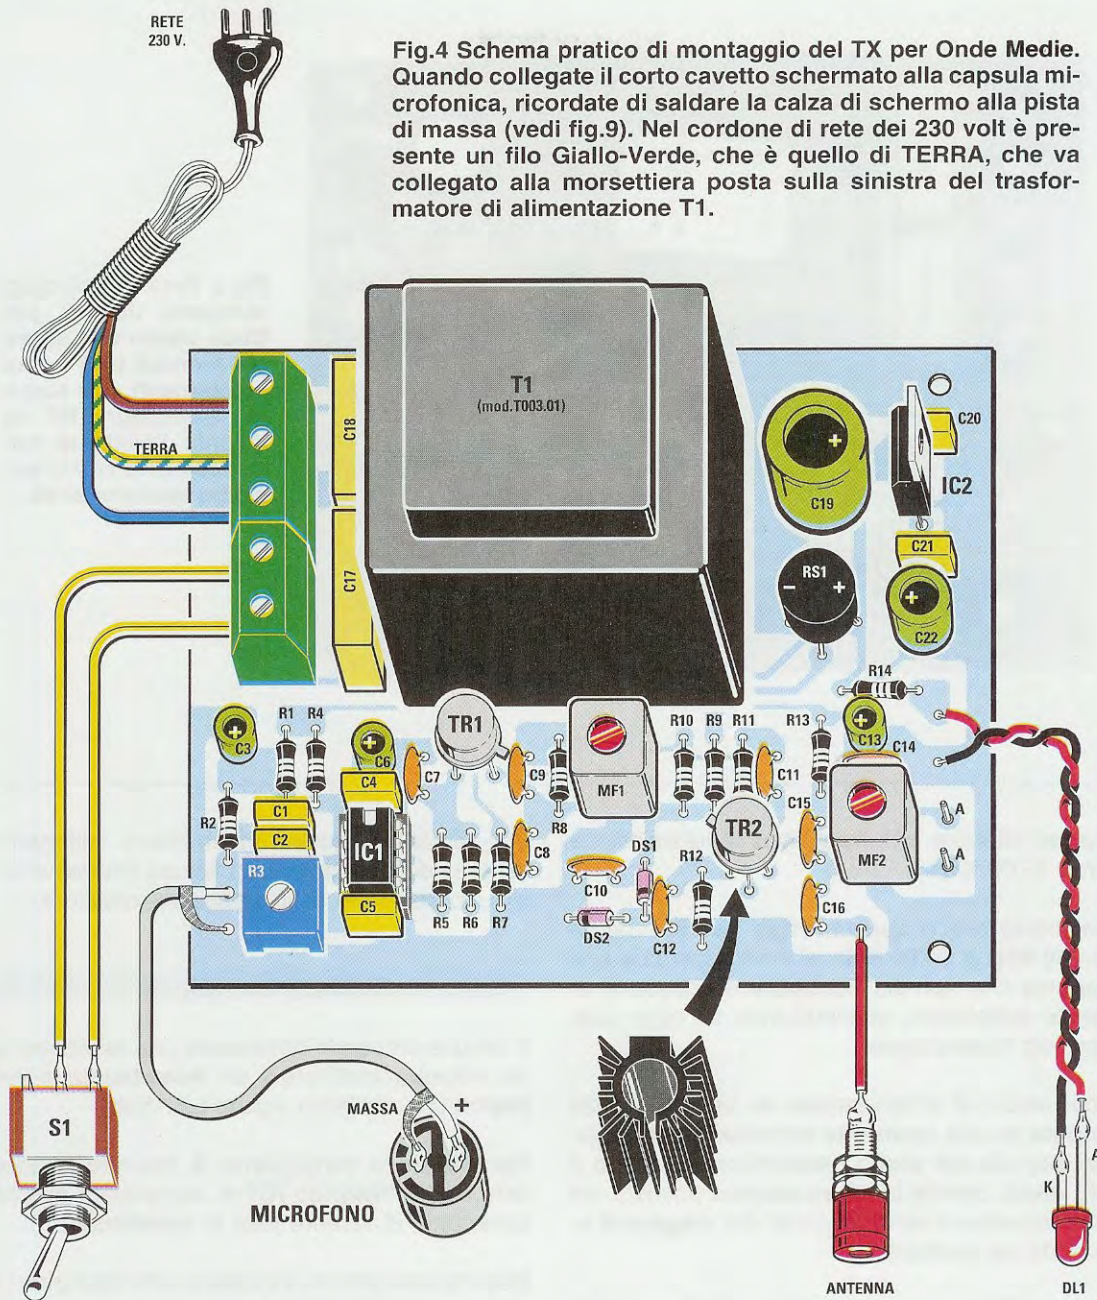 RETE
230 V.
Fig.4 Schema pratico di montaggio del TX per Onde Medie.
Quando collegate il corto cavetto schermato alla capsula mi-
crofonica, ricordate di saldare la calza di schermo alla pista
di massa (vedi fig.9). Nel cordone di rete dei 230 volt è pre-
sente un filo Giallo-Verde, che è quello di TERRA, che va
collegato alla morsettiera posta sulla sinistra del trasfor-
matore di alimentazione T1.
T1
(mod.T003.01)
TERRA
C18
C17
C19
+
C20
IC2
C21
RS1
- +
C22
R14
C3
+
R1
R4
C6
+
C7
TR1
C9
R8
MF1
R10
R9
R11
C11
R13
C13
+
C14
C4
R2
C1
C2
IC1
R3
C5
R5
R6
R7
C8
C10
DS1
DS2
C12
R12
TR2
C15
C16
MF2
A
A
S1
MASSA
+
MICROFONO
ANTENNA
K
A
DL1